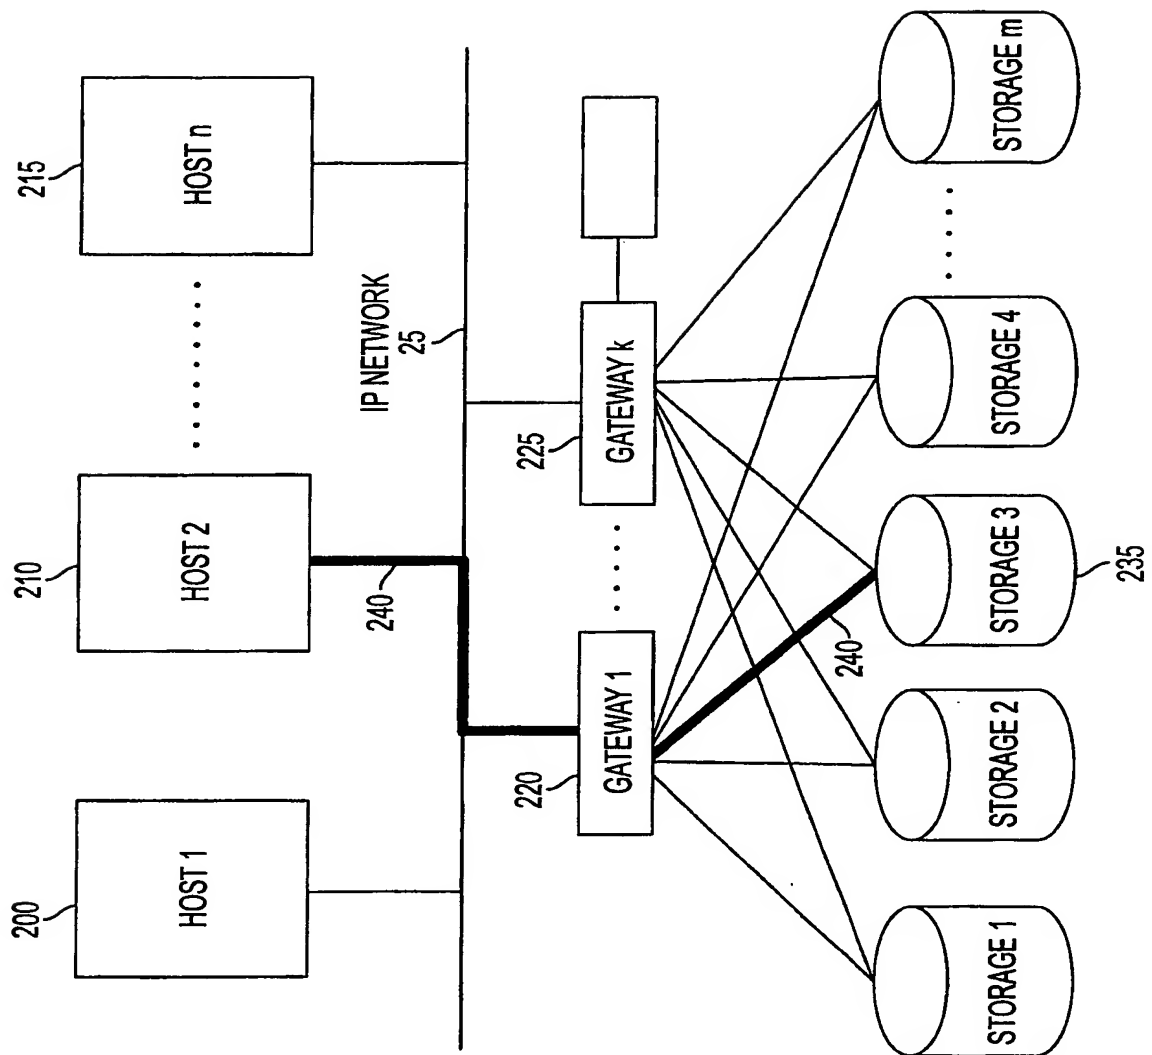 200
HOST 1
210
HOST 2
215
HOST n
240
IP NETWORK
25
220
GATEWAY 1
225
GATEWAY k
240
STORAGE 1
STORAGE 2
STORAGE 3
235
STORAGE 4
STORAGE m